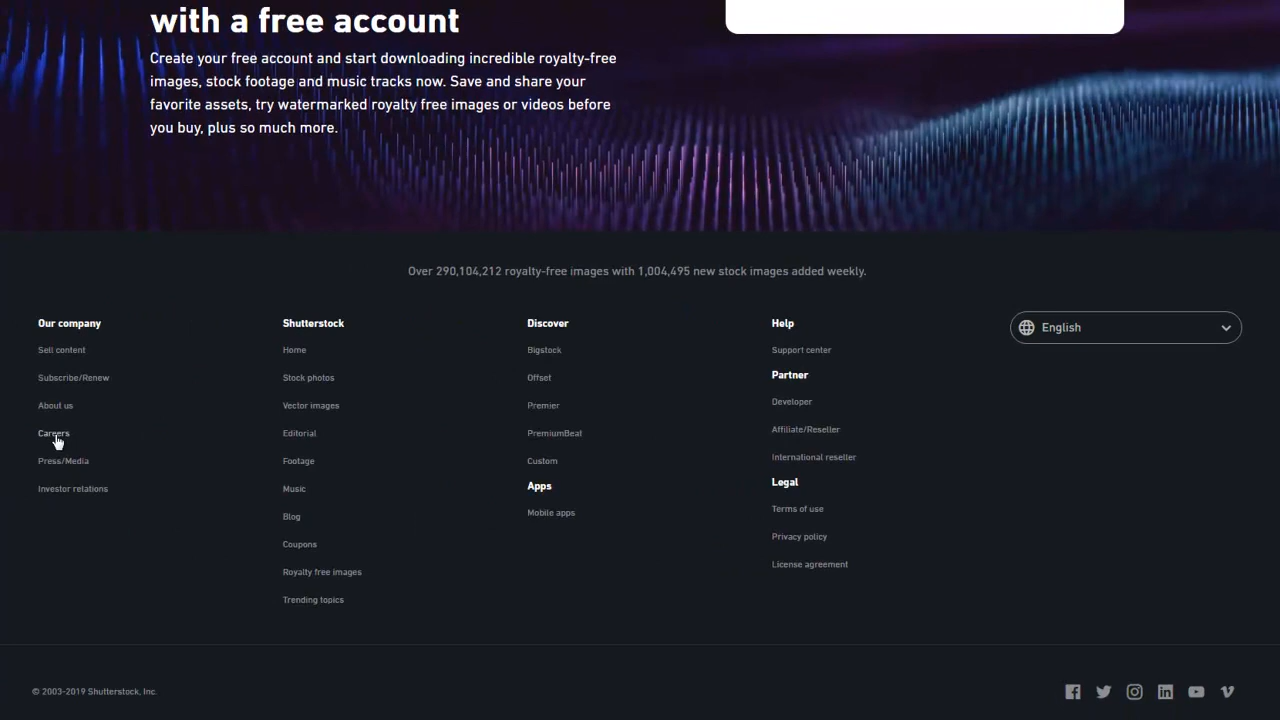 with a free account
Create your free account and start downloading incredible royalty-free
images, stock footage and music tracks now. Save and share your
favorite assets, try watermarked royalty free images or videos before
you buy, plus so much more.
Over 290,104,212 royalty-free images with 1,004,495 new stock images added weekly.
Our company
Sell content
Subscribe/Renew
About us
Careers
Press/Media
Investor relations
Shutterstock
Home
Stock photos
Vector images
Editorial
Footage
Music
Blog
Coupons
Royalty free images
Trending topics
Discover
Bigstock
Offset
Premier
PremiumBeat
Custom
Apps
Mobile apps
Help
Support center
Partner
Developer
Affiliate/Reseller
International reseller
Legal
Terms of use
Privacy policy
License agreement
English
© 2003-2019 Shutterstock, Inc.